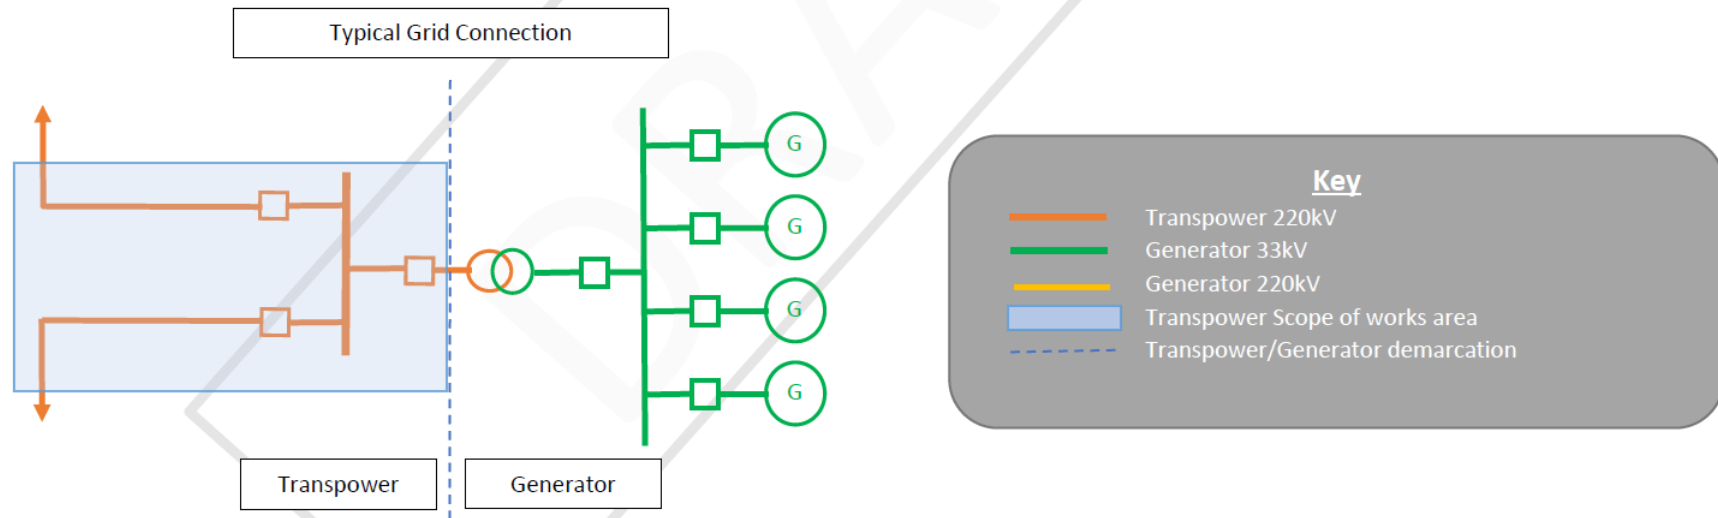 Typical Grid Connection
G
G
G
G
Transpower
Generator
Key
Transpower 220kV
Generator 33kV
Generator 220kV
Transpower Scope of works area
Transpower/Generator demarcation
DRA